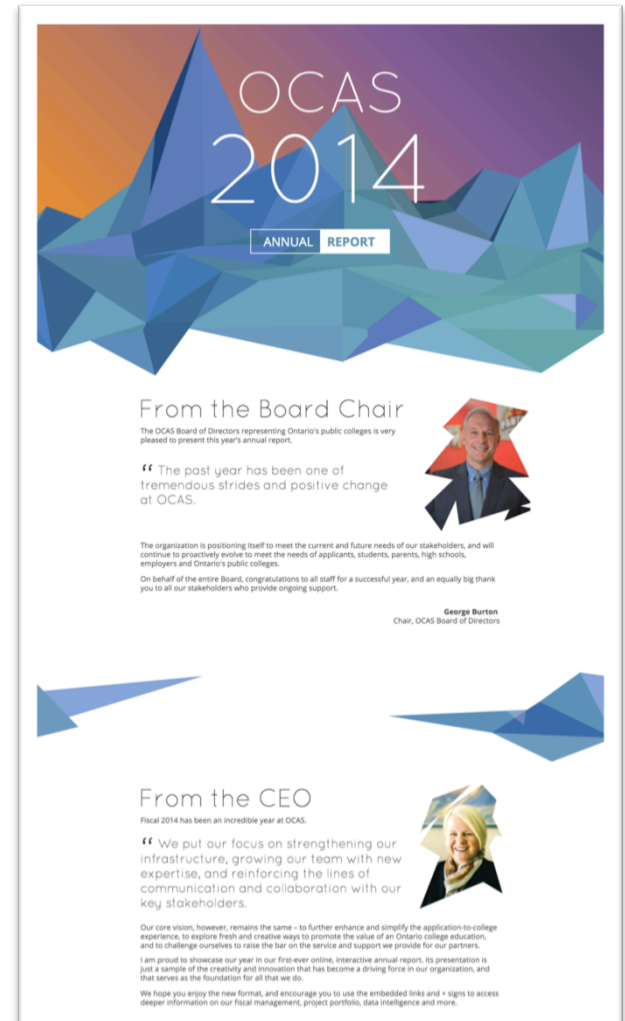 OCAS
2014
ANNUAL REPORT
From the Board Chair
The OCAS Board of Directors representing Ontario's public colleges is very
pleased to present this year's annual report.
“ The past year has been one of
tremendous strides and positive change
at OCAS.
The organization is positioning itself to meet the current and future needs of our stakeholders, and will
continue to proactively evolve to meet the needs of applicants, students, parents, high schools,
employers and Ontario's public colleges.
On behalf of the entire Board, congratulations to all staff for a successful year, and an equally big thank
you to all our stakeholders who provide ongoing support.
George Burton
Chair, OCAS Board of Directors
From the CEO
Fiscal 2014 has been an incredible year at OCAS.
“ We put our focus on strengthening our
infrastructure, growing our team with new
expertise, and reinforcing the lines of
communication and collaboration with our
key stakeholders.
Our core vision, however, remains the same – to further enhance and simplify the application-to-college
experience, to explore fresh and creative ways to promote the value of an Ontario college education,
and to challenge ourselves to raise the bar on the service and support we provide for our partners.
I am proud to showcase our year in our first-ever online, interactive annual report. Its presentation is
just a sample of the creativity and innovation that has become a driving force in our organization, and
that serves as the foundation for all that we do.
We hope you enjoy the new format, and encourage you to use the embedded links and + signs to access
deeper information on our fiscal management, project portfolio, data intelligence and more.